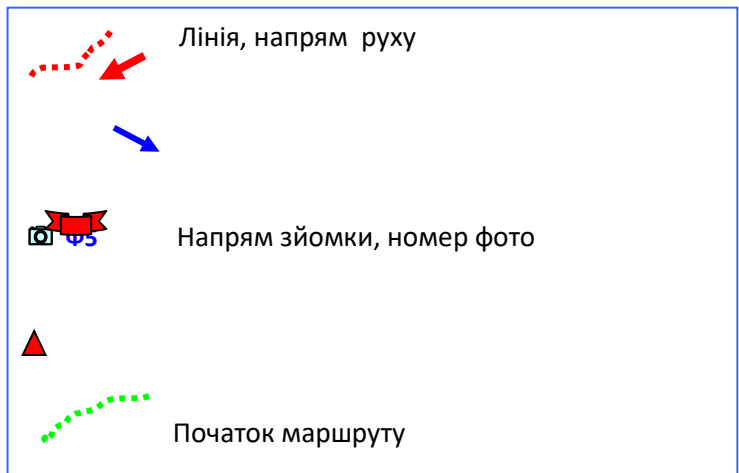 Лінія, напрям руху
Ф5
Напрям зйомки, номер фото
Початок маршруту